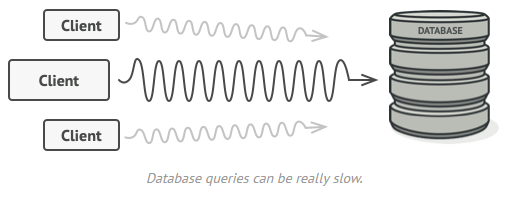 Client
DATABASE
Client
Client
Database queries can be really slow.